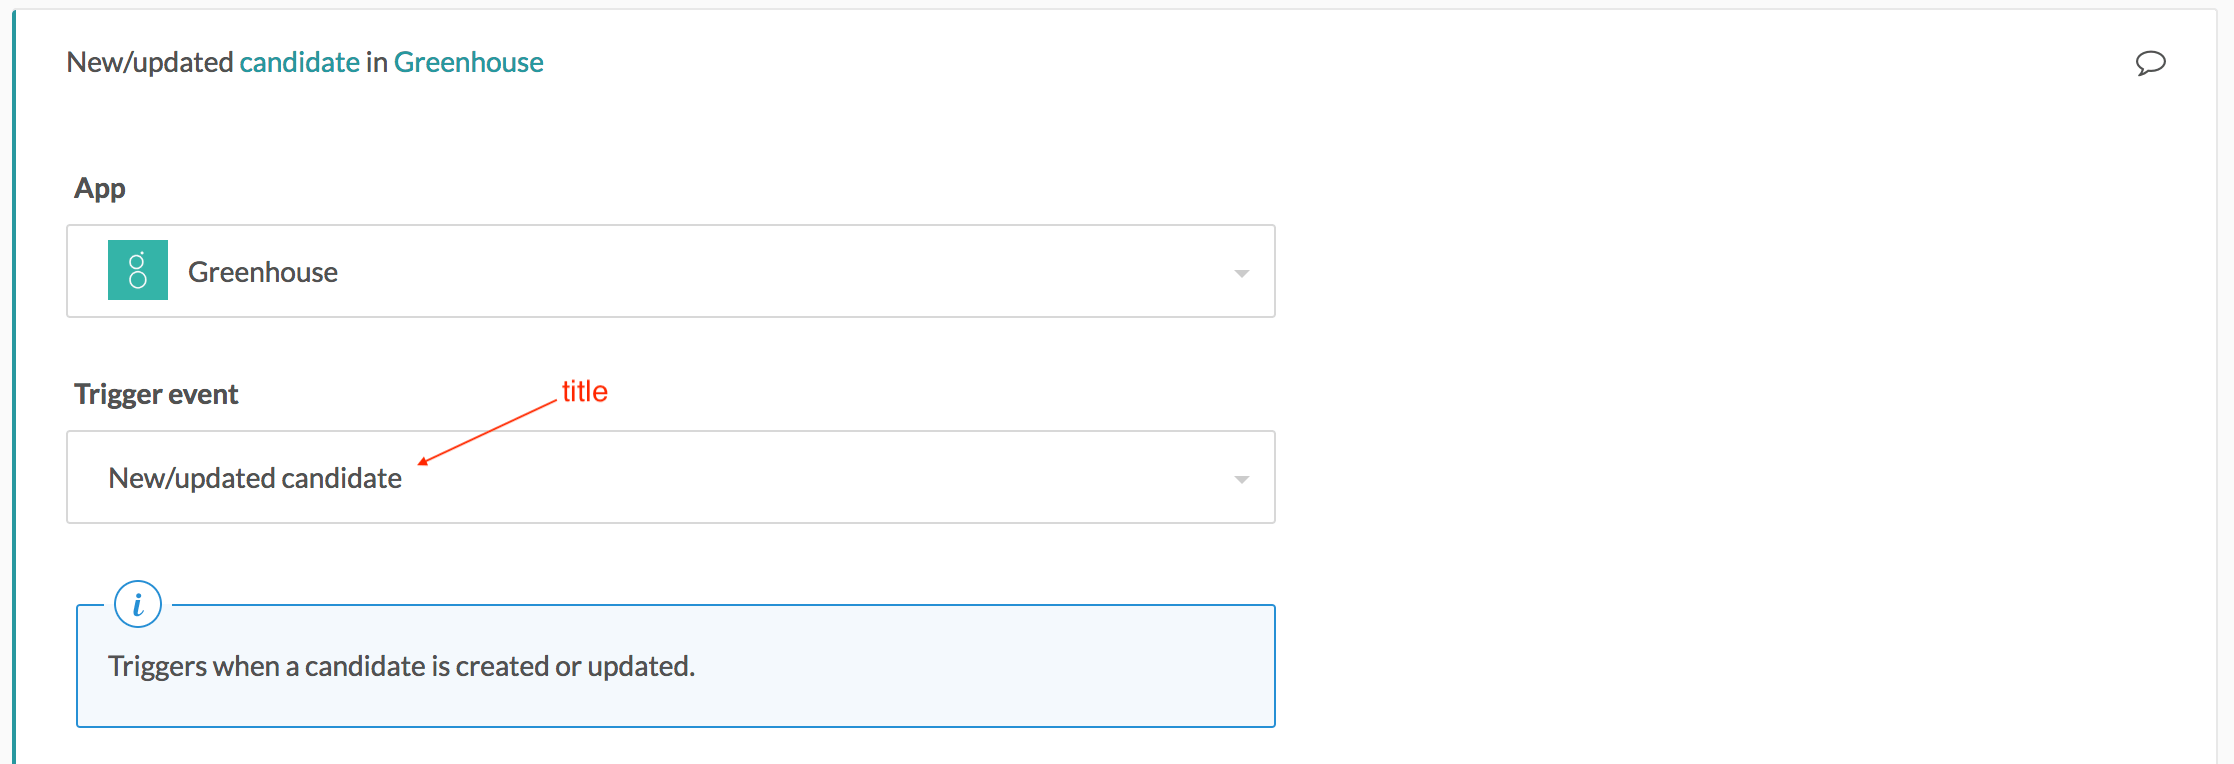 New/updated candidate in Greenhouse
App
Greenhouse
Trigger event
title
New/updated candidate
i
Triggers when a candidate is created or updated.